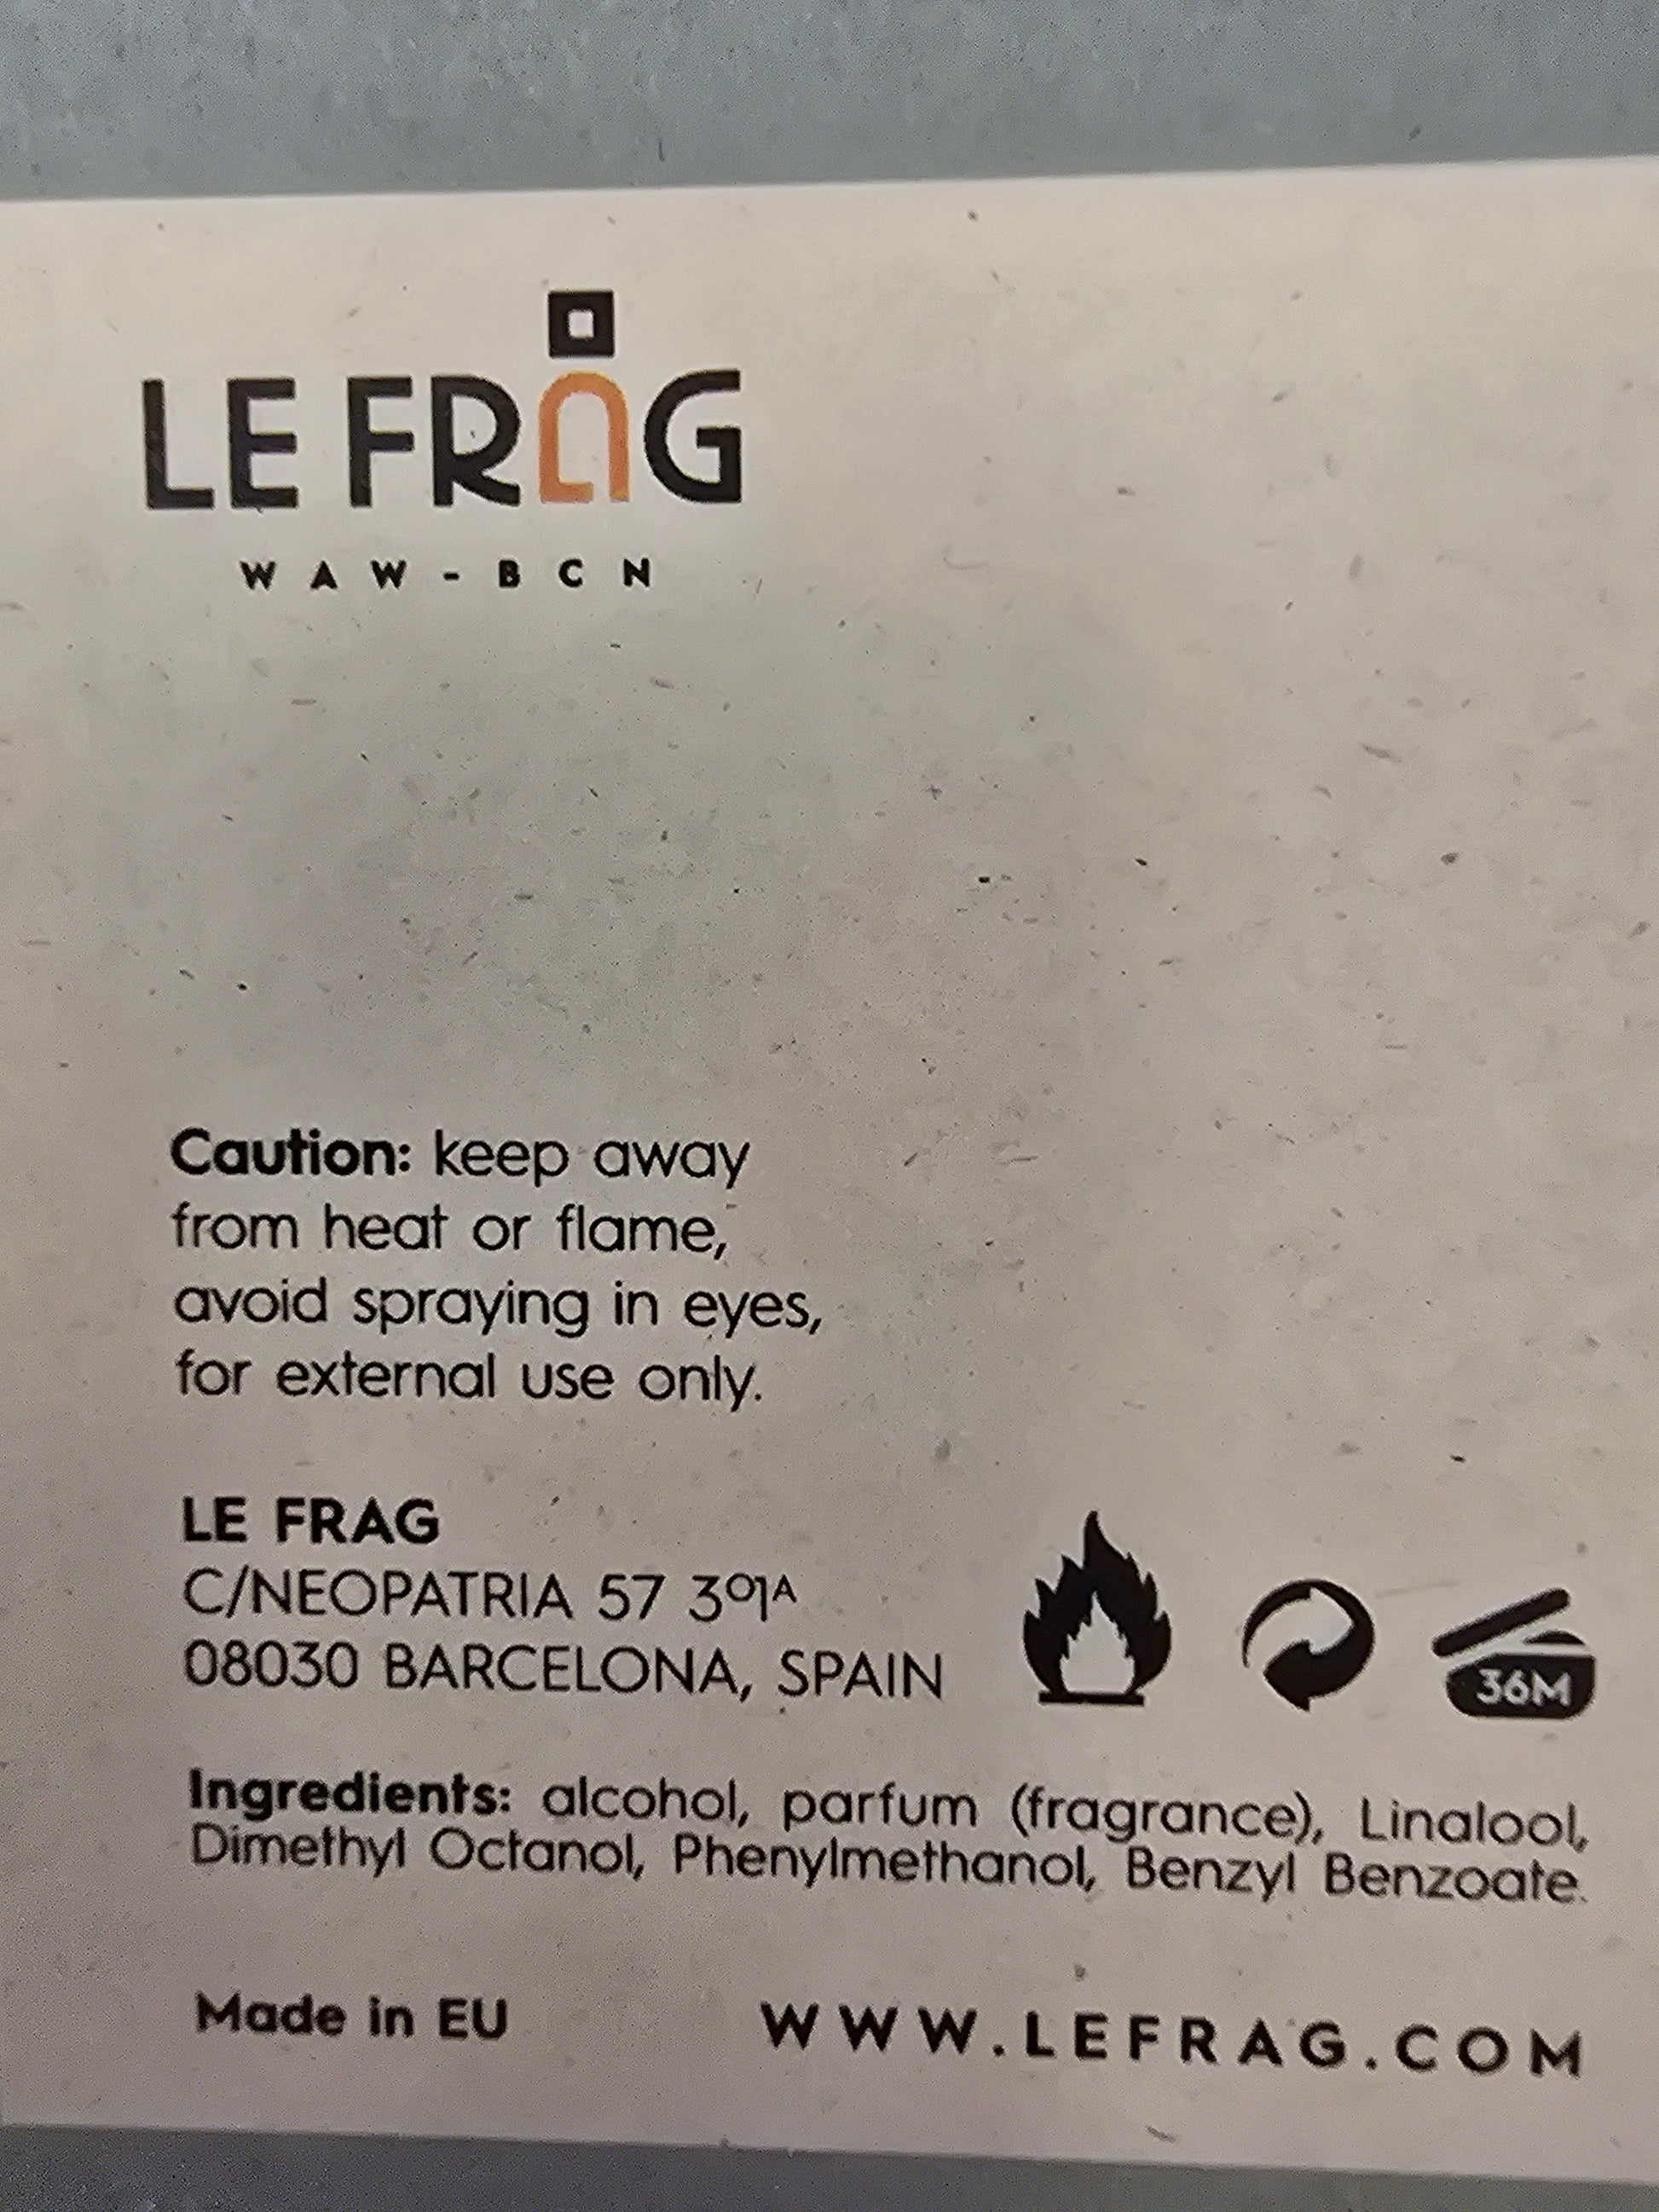 LE FRAG
WAW-BCN
Caution: keep away
from heat or flame,
avoid spraying in eyes,
for external use only.
LE FRAG
C/NEOPATRIA 57 3º1ᴬ
08030 BARCELONA, SPAIN
36M
Ingredients: alcohol, parfum (fragrance), Linalool,
Dimethyl Octanol, Phenylmethanol, Benzyl Benzoate.
Made in EU
WWW.LEFRAG.COM